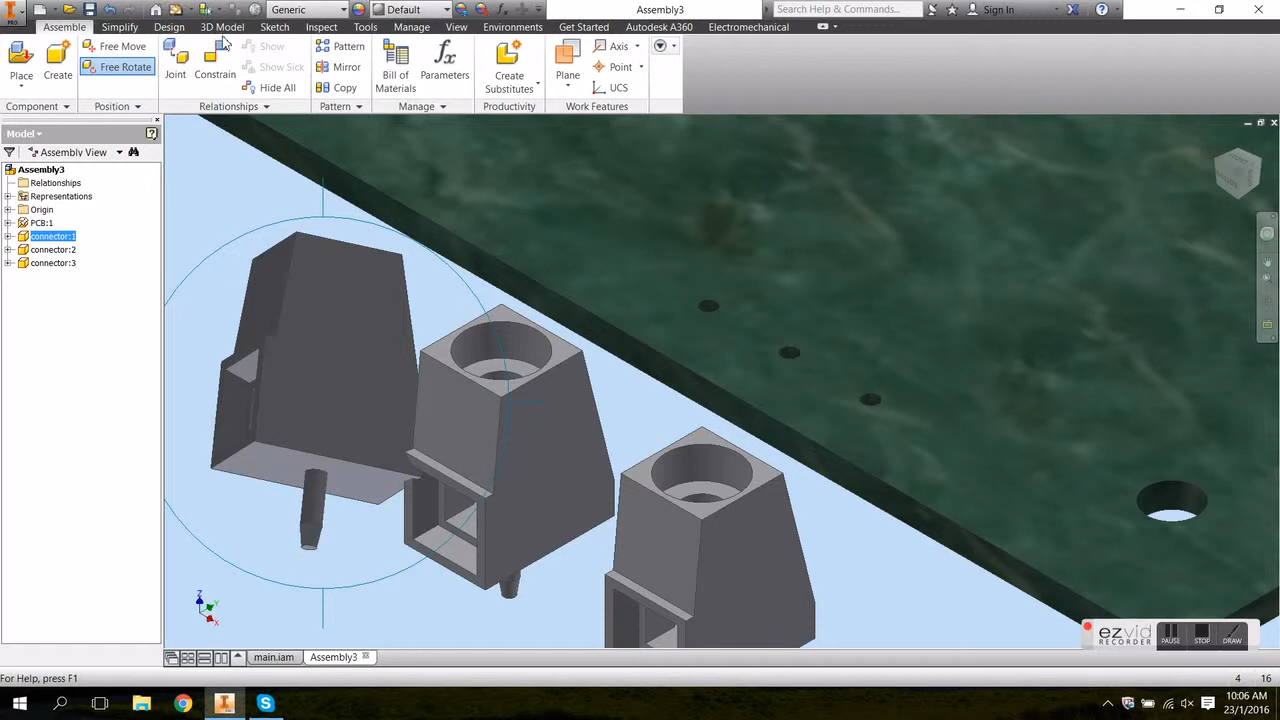 PRO
Generic
Default
Assembly3
Search Help & Commands...
Sign In
Assemble Simplify Design 3D Model Sketch Inspect Tools Manage View Environments Get Started Autodesk A360 Electromechanical
Place
Create
Free Move
Free Rotate
Joint
Constrain
Show
Show Sick
Hide All
Pattern
Mirror
Copy
Bill of
Materials
Parameters
Create
Substitutes
Plane
Axis
Point
UCS
Component Position Relationships Pattern Manage Productivity Work Features
Model
Assembly View
Assembly3
Relationships
Representations
Origin
PCB:1
connector:1
connector:2
connector:3
Z
Y
X
ezvid
RECORDER
PAUSE STOP DRAW
main.iam Assembly3
For Help, press F1
4 16
10:06 AM
23/1/2016